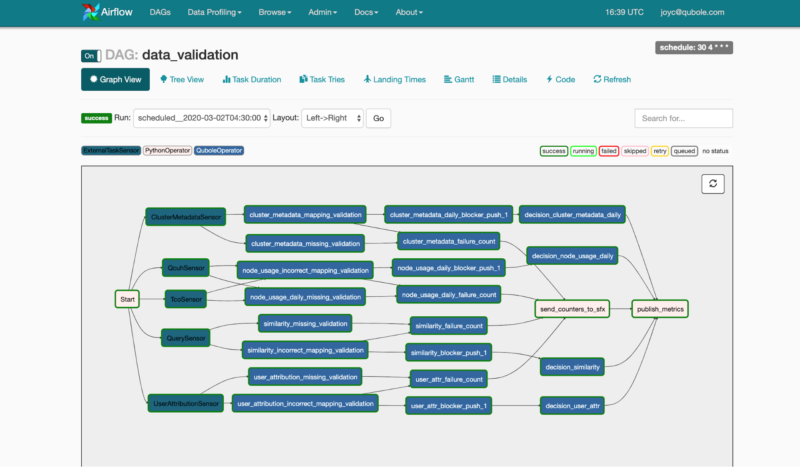 Airflow DAGs Data Profiling Browse Admin Docs About 16:39 UTC joyc@qubole.com
On DAG: data_validation schedule: 30 4 * * *
Graph View Tree View Task Duration Task Tries Landing Times Gantt Details Code Refresh
success Run: scheduled__2020-03-02T04:30:00 Layout: Left->Right Go Search for...
ExternalTaskSensor PythonOperator QuboleOperator success running failed skipped retry queued no status
ClusterMetadataSensor cluster_metadata_mapping_validation cluster_metadata_daily_blocker_push_1 decision_cluster_metadata_daily
cluster_metadata_missing_validation cluster_metadata_failure_count
decision_node_usage_daily
QcuhSensor node_usage_incorrect_mapping_validation node_usage_daily_blocker_push_1
Start TcoSensor node_usage_daily_missing_validation node_usage_daily_failure_count
send_counters_to_sfx publish_metrics
similarity_missing_validation similarity_failure_count
QuerySensor
similarity_incorrect_mapping_validation similarity_blocker_push_1
decision_similarity
user_attribution_missing_validation user_attr_failure_count
UserAttributionSensor user_attribution_incorrect_mapping_validation user_attr_blocker_push_1 decision_user_attr